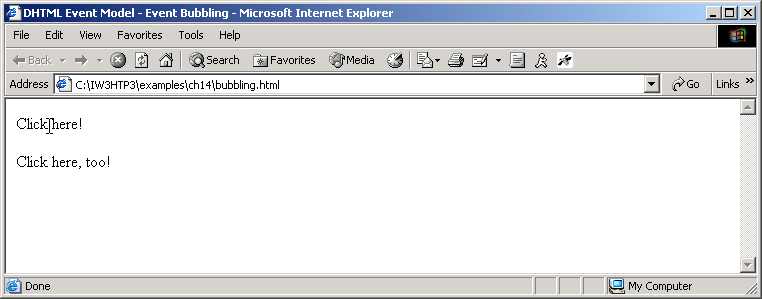 DHTML Event Model - Event Bubbling - Microsoft Internet Explorer
File Edit View Favorites Tools Help
Back Search Favorites Media
Address C:\IW3HTP3\examples\ch14\bubbling.html Go Links »
Click here!
Click here, too!
Done My Computer